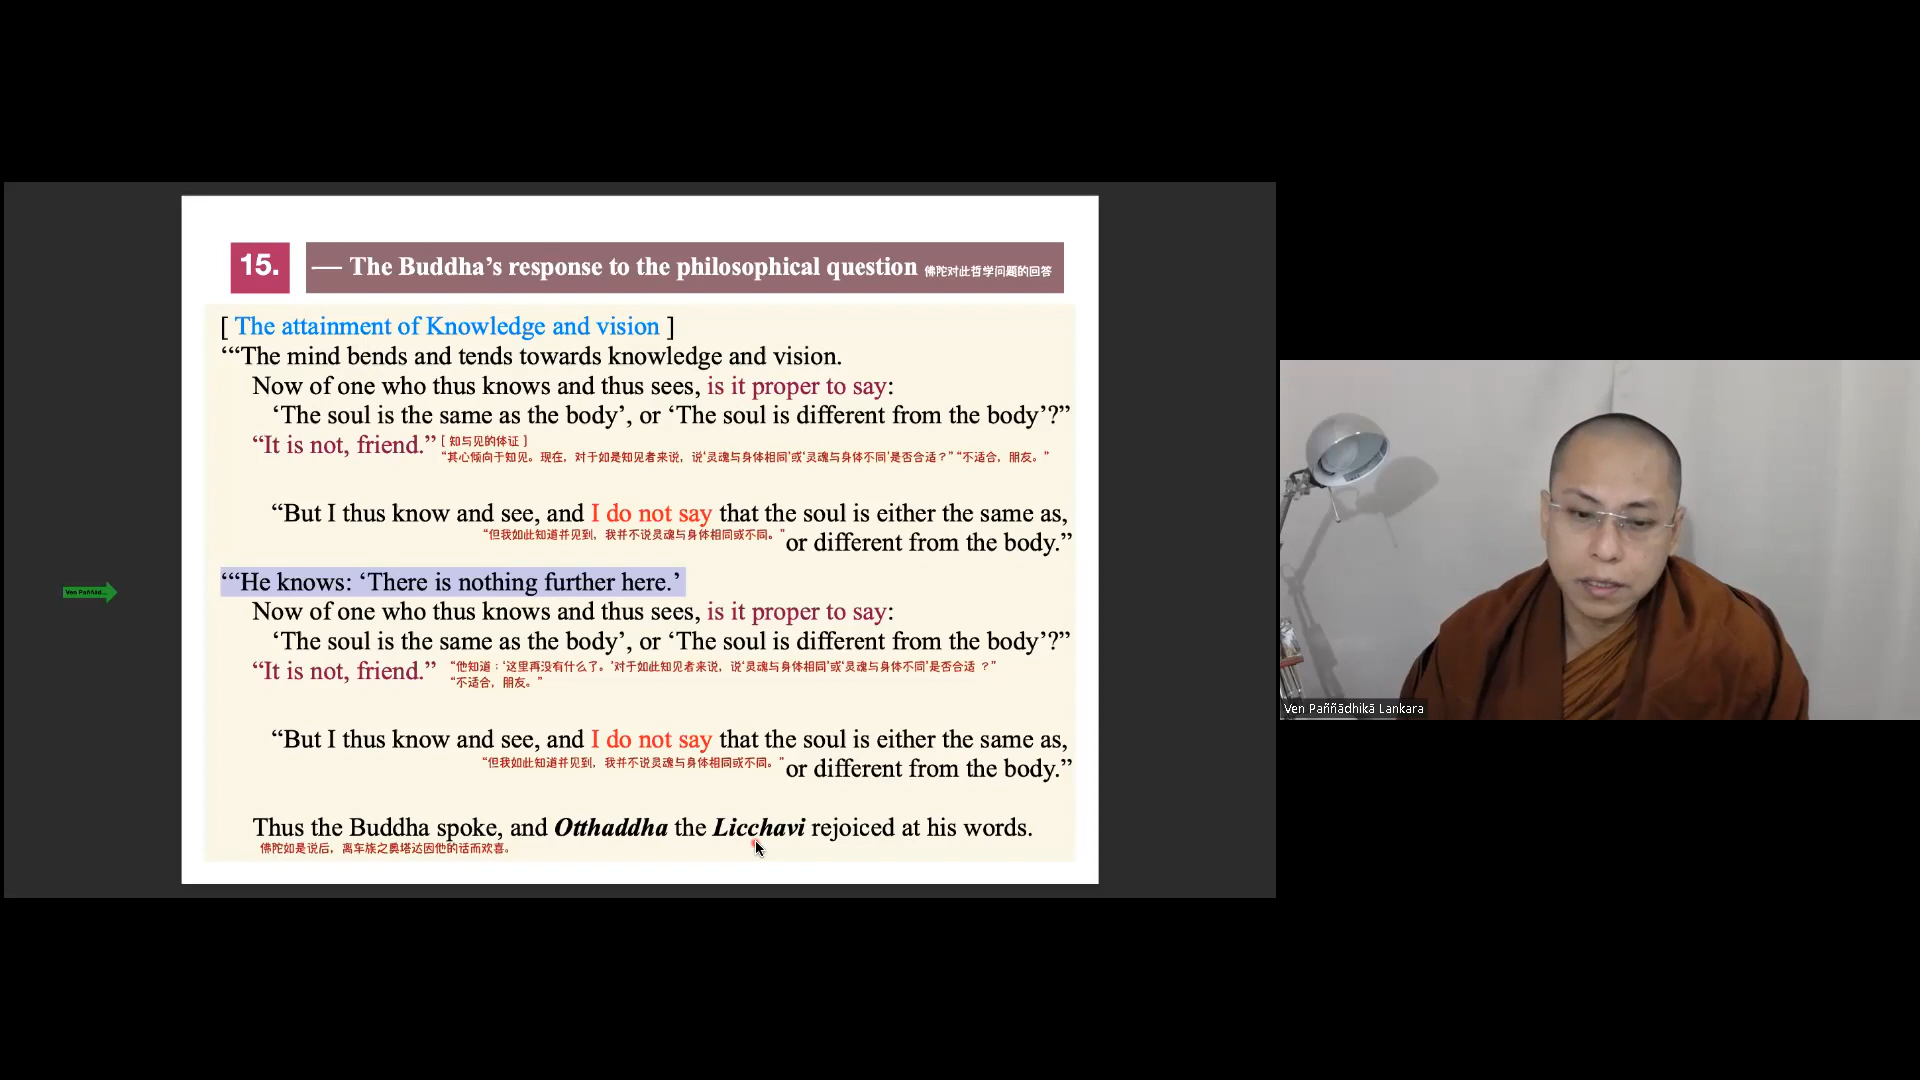 15.
— The Buddha’s response to the philosophical question 佛陀对此哲学问题的回答
[ The attainment of Knowledge and vision ]
‘“The mind bends and tends towards knowledge and vision.
Now of one who thus knows and thus sees, is it proper to say:
‘The soul is the same as the body’, or ‘The soul is different from the body’?”
“It is not, friend.” [ 知与见的体证 ]
“其心倾向于知见。现在，对于如是知见者来说，说‘灵魂与身体相同’或‘灵魂与身体不同’是否合适？” “不适合，朋友。”
“But I thus know and see, and I do not say that the soul is either the same as,
“但我如此知道并见到，我并不说灵魂与身体相同或不同。” or different from the body.”
Ven Paññād...
‘“He knows: ‘There is nothing further here.’
Now of one who thus knows and thus sees, is it proper to say:
‘The soul is the same as the body’, or ‘The soul is different from the body’?”
“It is not, friend.” “他知道：‘这里再没有什么了。’对于如此知见者来说，说‘灵魂与身体相同’或‘灵魂与身体不同’是否合适 ？”
“不适合，朋友。”
“But I thus know and see, and I do not say that the soul is either the same as,
“但我如此知道并见到，我并不说灵魂与身体相同或不同。” or different from the body.”
Thus the Buddha spoke, and Otthaddha the Licchavi rejoiced at his words.
佛陀如是说后，离车族之奥塔达因他的话而欢喜。
Ven Paññādhikā Lankara